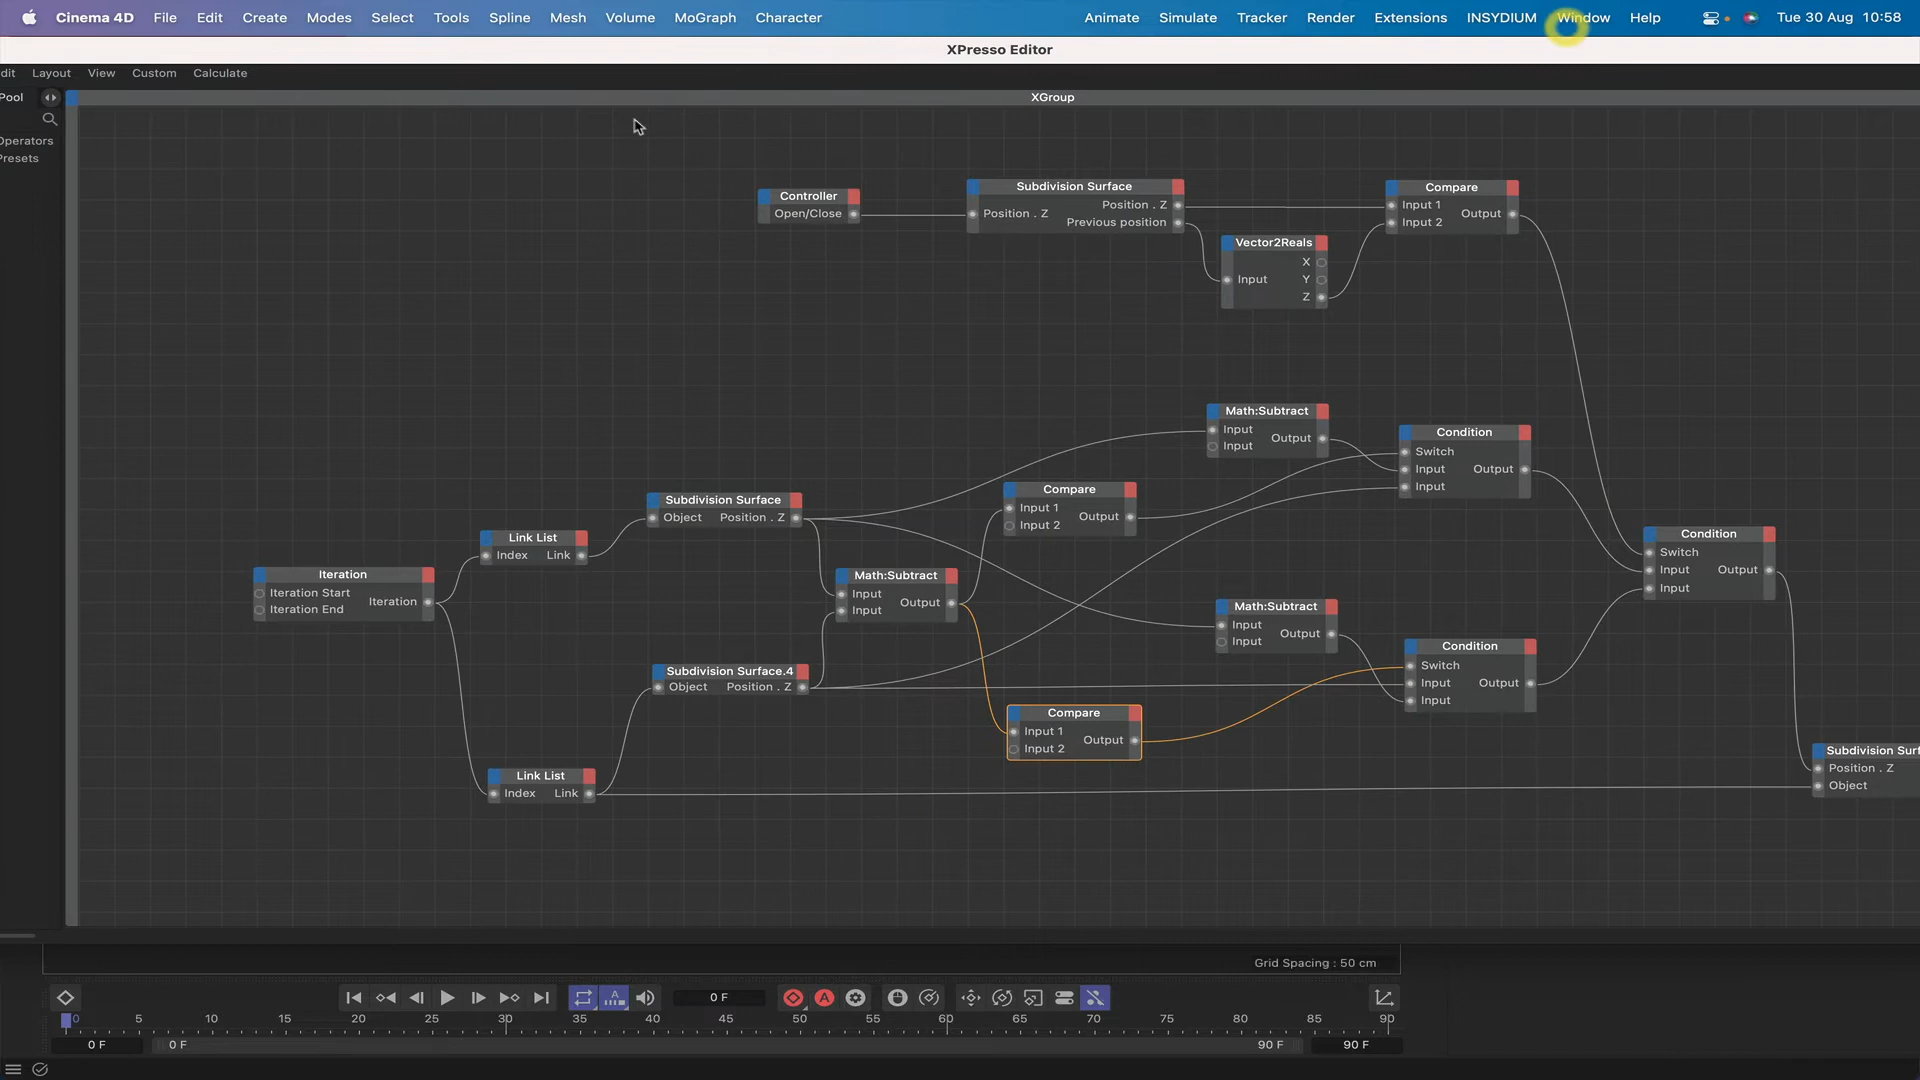 Cinema 4D File Edit Create Modes Select Tools Spline Mesh Volume MoGraph Character Animate Simulate Tracker Render Extensions INSYDIUM Window Help Tue 30 Aug 10:58
XPresso Editor
dit Layout View Custom Calculate
Pool
XGroup
Operators
Presets
Controller
Open/Close
Subdivision Surface
Position . Z
Position . Z
Previous position
Compare
Input 1
Input 2
Output
Vector2Reals
Input
X
Y
Z
Math:Subtract
Input
Input
Output
Condition
Switch
Input
Input
Output
Compare
Input 1
Input 2
Output
Subdivision Surface
Object Position . Z
Link List
Index Link
Iteration
Iteration Start
Iteration End
Iteration
Math:Subtract
Input
Input
Output
Condition
Switch
Input
Input
Output
Math:Subtract
Input
Input
Output
Condition
Switch
Input
Input
Output
Subdivision Surface.4
Object Position . Z
Compare
Input 1
Input 2
Output
Link List
Index Link
Subdivision Surf
Position . Z
Object
Grid Spacing : 50 cm
0 F
0 5 10 15 20 25 30 35 40 45 50 55 60 65 70 75 80 85 90
0 F 0 F 90 F 90 F